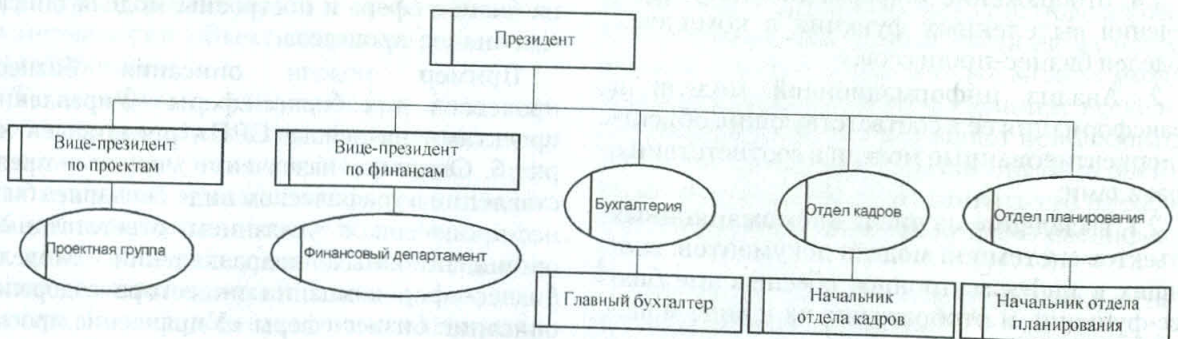 Президент
Вице-президент
по проектам
Вице-президент
по финансам
Бухгалтерия
Отдел кадров
Отдел планирования
Проектная группа
Финансовый департамент
Главный бухгалтер
Начальник
отдела кадров
Начальник отдела
планирования